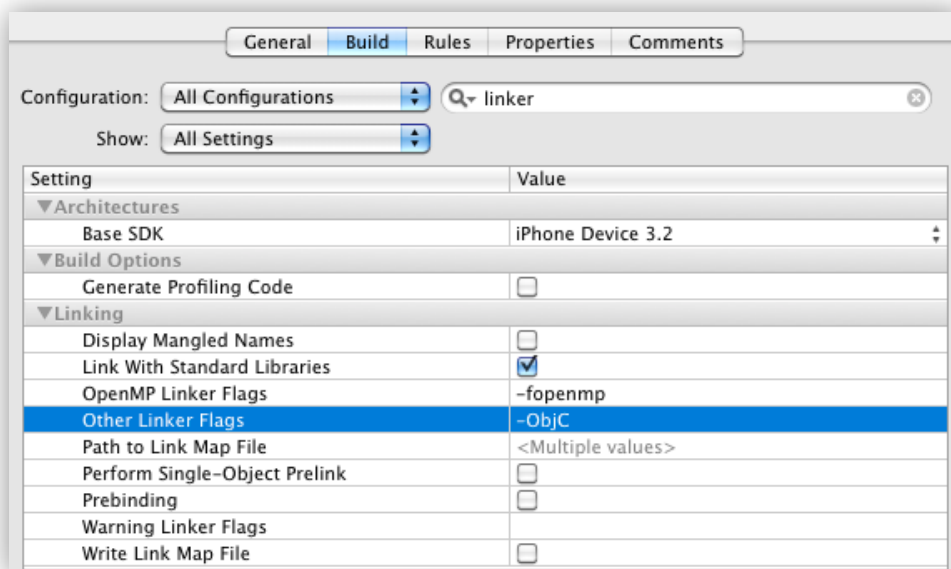 General Build Rules Properties Comments
Configuration: All Configurations linker
Show: All Settings
Setting Value
Architectures
Base SDK iPhone Device 3.2
Build Options
Generate Profiling Code
Linking
Display Mangled Names
Link With Standard Libraries
OpenMP Linker Flags -fopenmp
Other Linker Flags -ObjC
Path to Link Map File <Multiple values>
Perform Single-Object Prelink
Prebinding
Warning Linker Flags
Write Link Map File